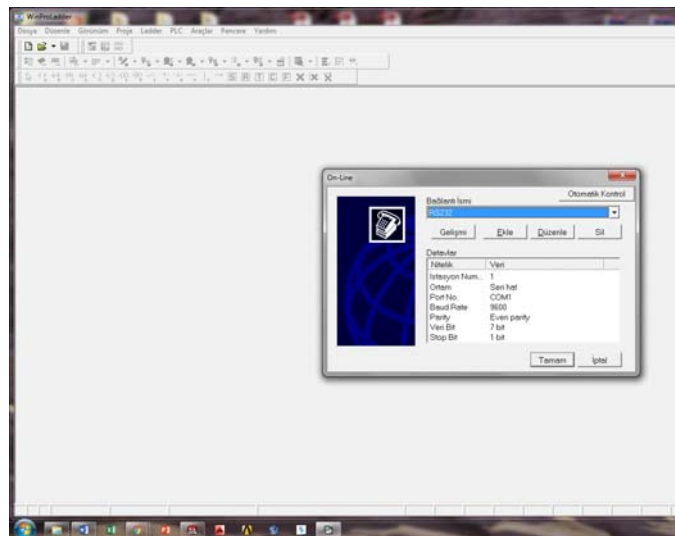 WinProladder
Dosya Düzenle Görünüm Proje Ladder PLC Araçlar Pencere Yardım
On-Line
Otomatik Kontrol
Bağlantı İsmi
RS232
Gelişmi Ekle Düzenle Sil
Detaylar
Nitelik Veri
İstasyon Num... 1
Ortam Seri hat
Port No. COM1
Baud Rate 9600
Parity Even parity
Veri Bit 7 bit
Stop Bit 1 bit
Tamam İptal